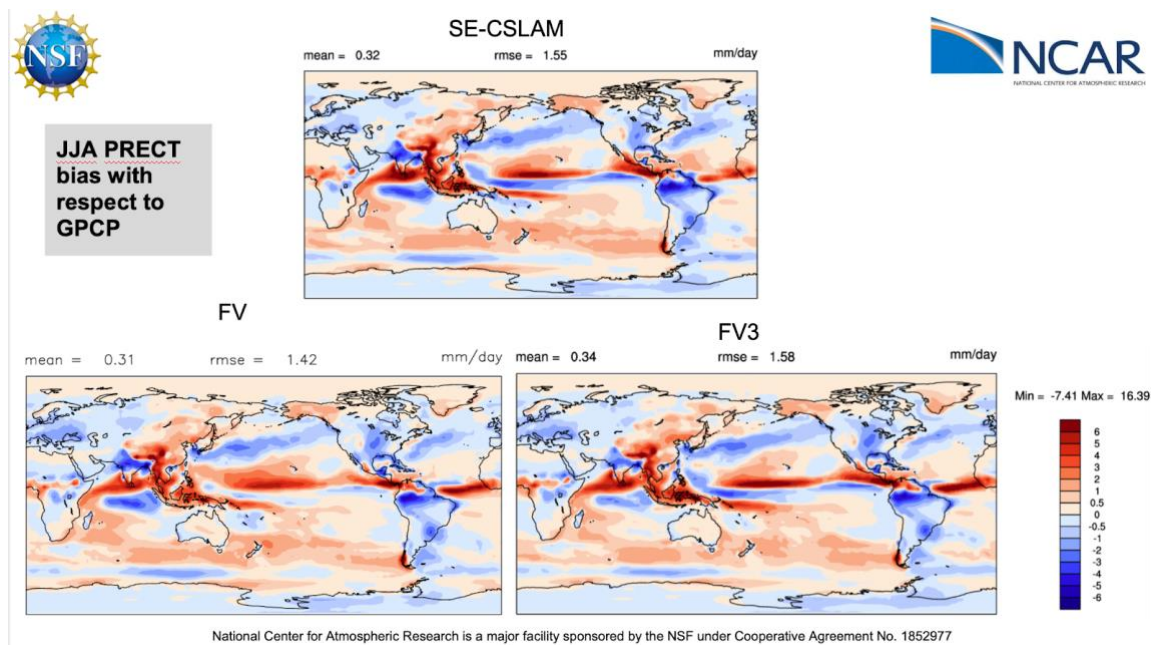 NSF
SE-CSLAM
mean = 0.32 rmse = 1.55 mm/day
NCAR
NATIONAL CENTER FOR ATMOSPHERIC RESEARCH
JJA PRECT
bias with
respect to
GPCP
FV
mean = 0.31 rmse = 1.42 mm/day
FV3
mean = 0.34 rmse = 1.58 mm/day
Min = -7.41 Max = 16.39
6
5
4
3
2
1
0.5
0
-0.5
-1
-2
-3
-4
-5
-6
National Center for Atmospheric Research is a major facility sponsored by the NSF under Cooperative Agreement No. 1852977